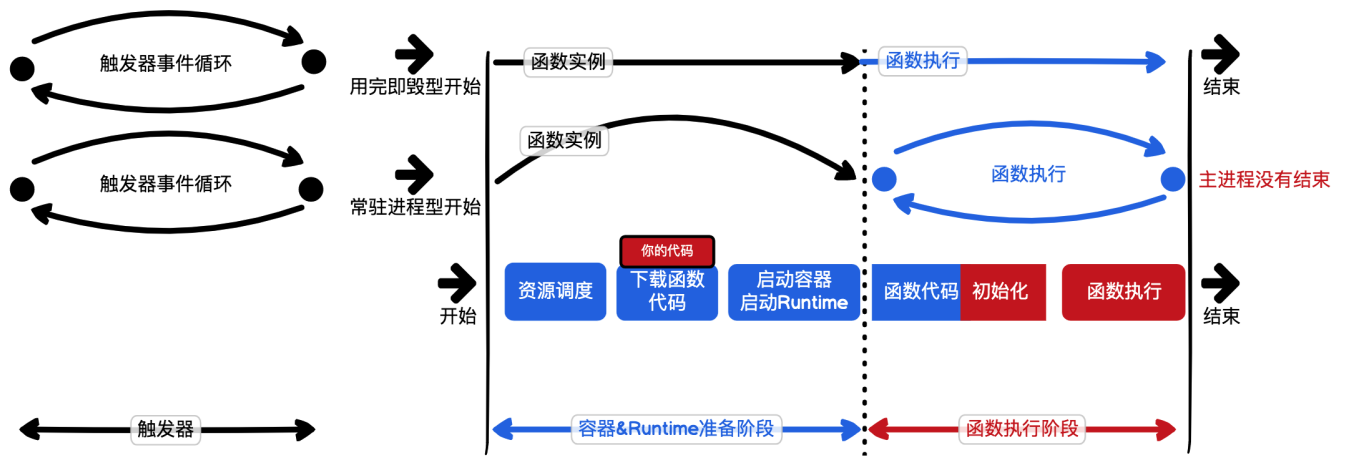 触发器事件循环
用完即毁型开始
函数实例
函数执行
结束
触发器事件循环
常驻进程型开始
函数实例
函数执行
主进程没有结束
开始
资源调度
你的代码
下载函数
代码
启动容器
启动Runtime
函数代码 初始化
函数执行
结束
触发器
容器&Runtime准备阶段
函数执行阶段